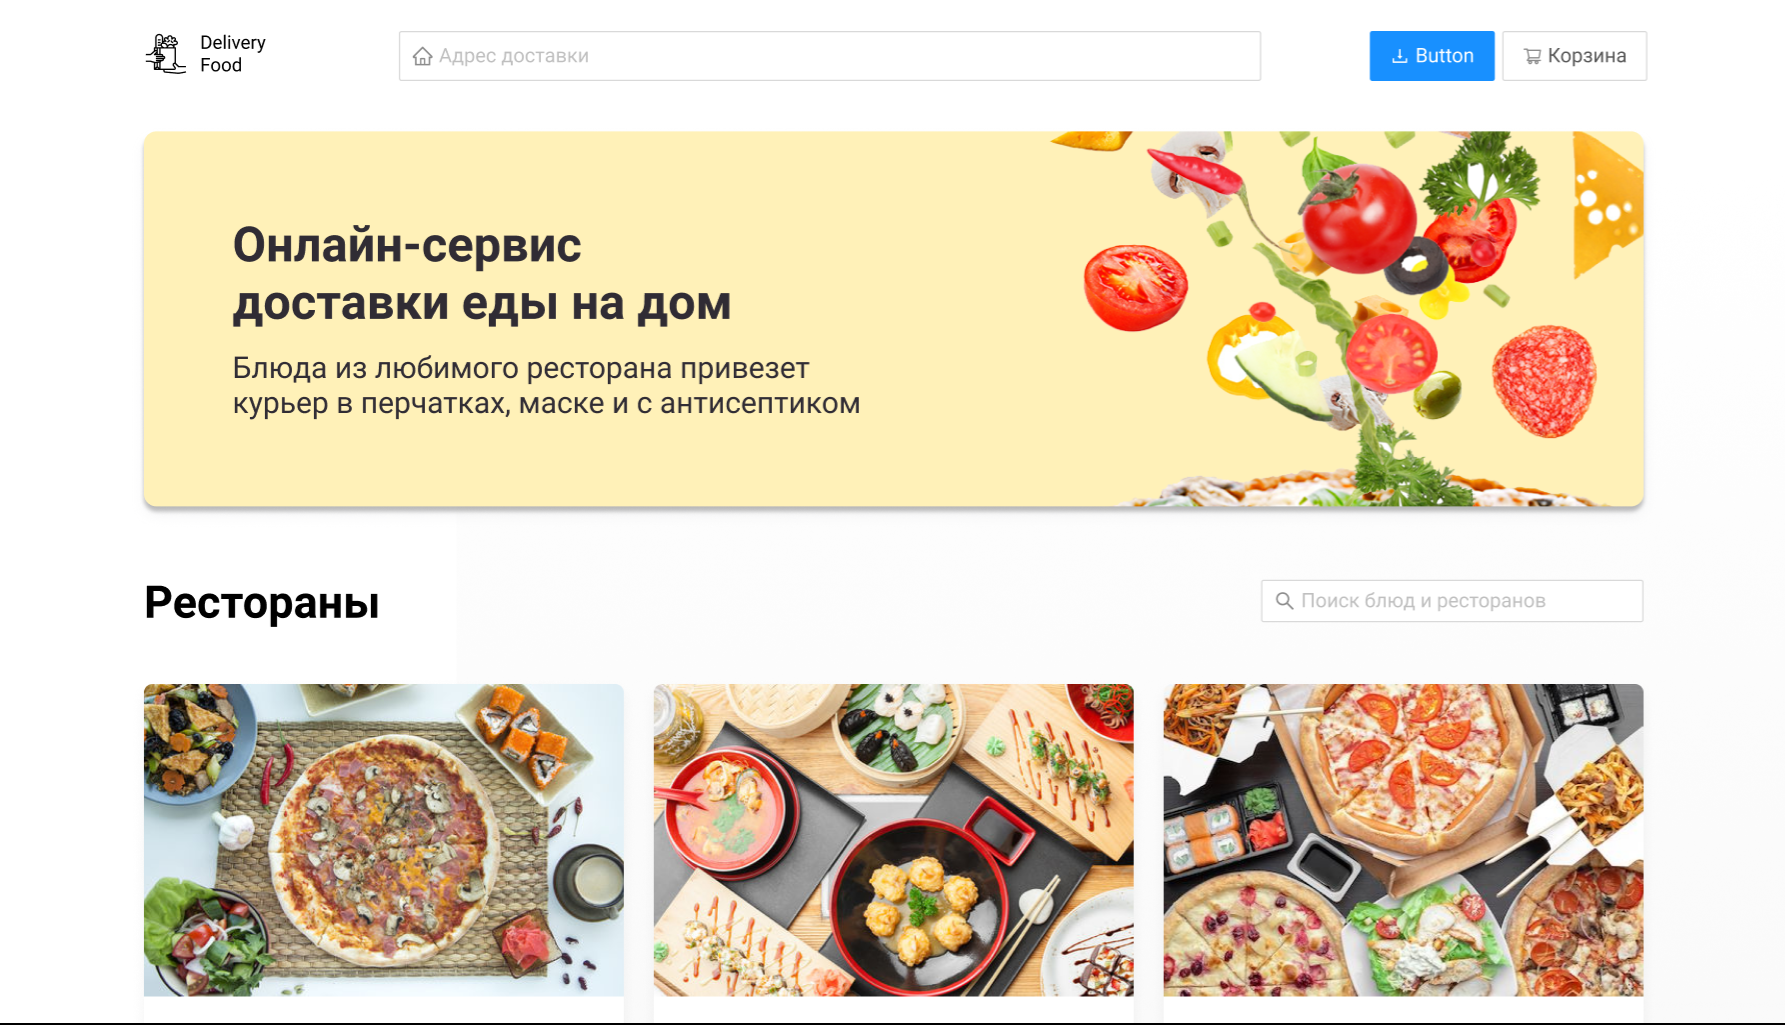 Delivery
Food
Адрес доставки
Button
Корзина
Онлайн-сервис
доставки еды на дом
Блюда из любимого ресторана привезет
курьер в перчатках, маске и с антисептиком
Рестораны
Поиск блюд и ресторанов